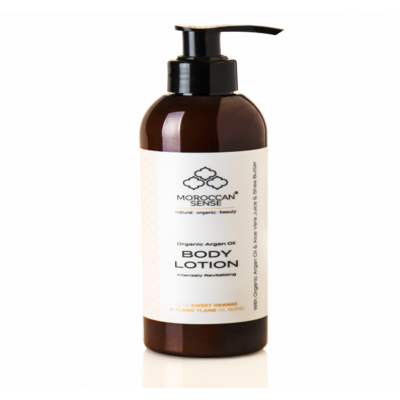 MOROCCAN®
SENSE
natural · organic · beauty
Organic Argan Oil
BODY
LOTION
Intensely Revitalizing
SWEET ORANGE
& YLANG YLANG OIL BLEND
With Organic Argan Oil & Aloe Vera Juice & Shea Butter